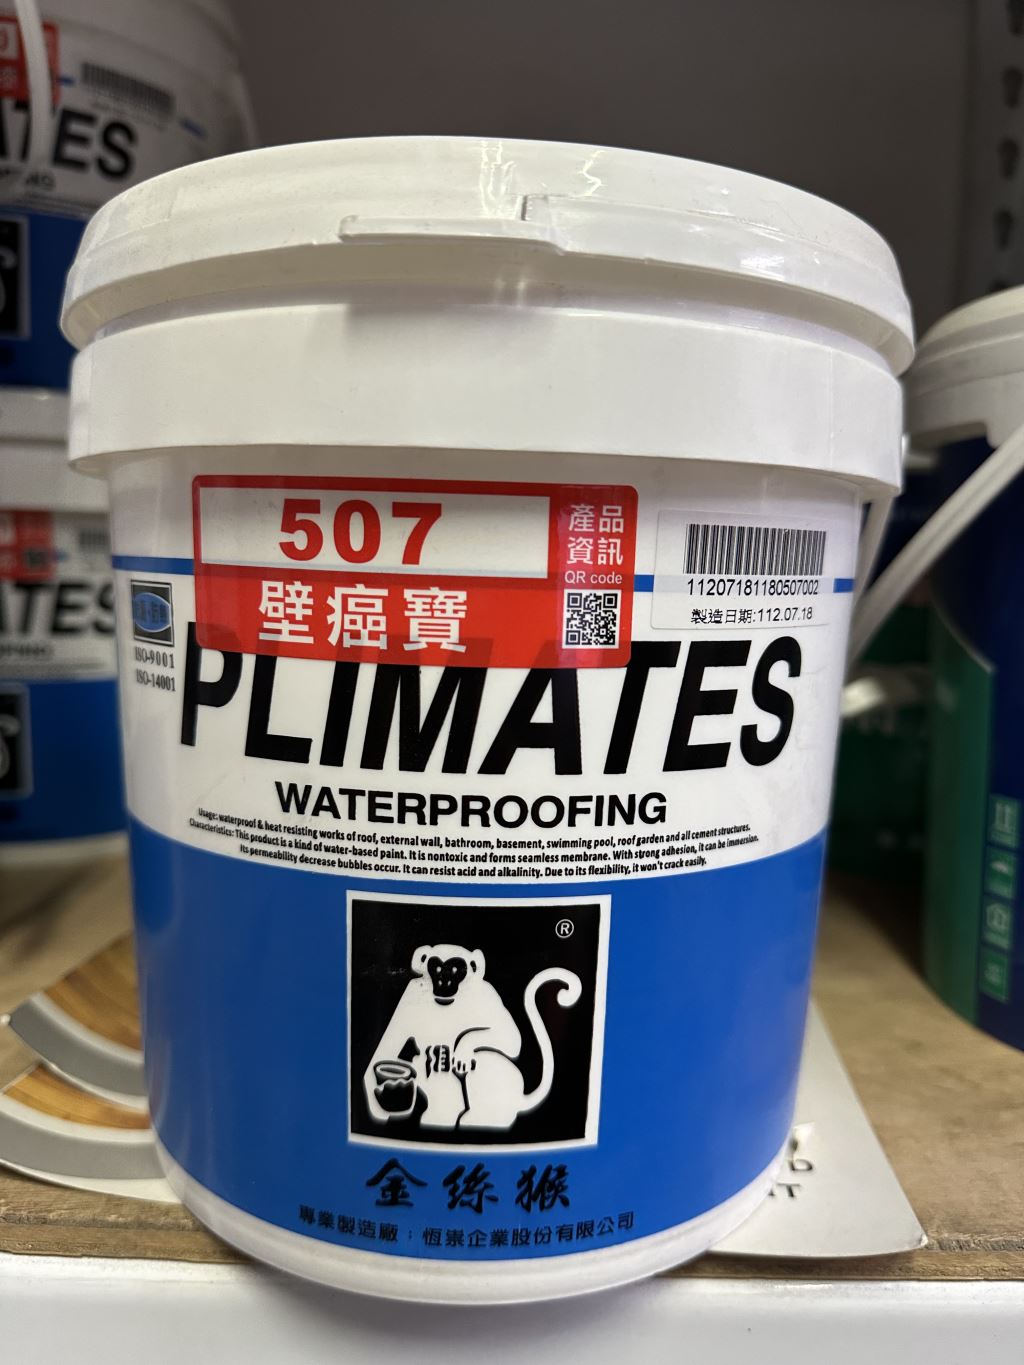 507
壁癌寶
產品
資訊
QR code
11207181180507002
製造日期:112.07.18
ISO-9001
ISO-14001
PLIMATES
WATERPROOFING
Usage: waterproof & heat resisting works of roof, external wall, bathroom, basement, swimming pool, roof garden and all cement structures.
Characteristics: This product is a kind of water-based paint. It is nontoxic and forms seamless membrane. With strong adhesion, it can be immersion.
Its permeability decrease bubbles occur. It can resist acid and alkalinity. Due to its flexibility, it won't crack easily.
®
金絲猴
專業製造廠：恆崇企業股份有限公司
ATES
TES